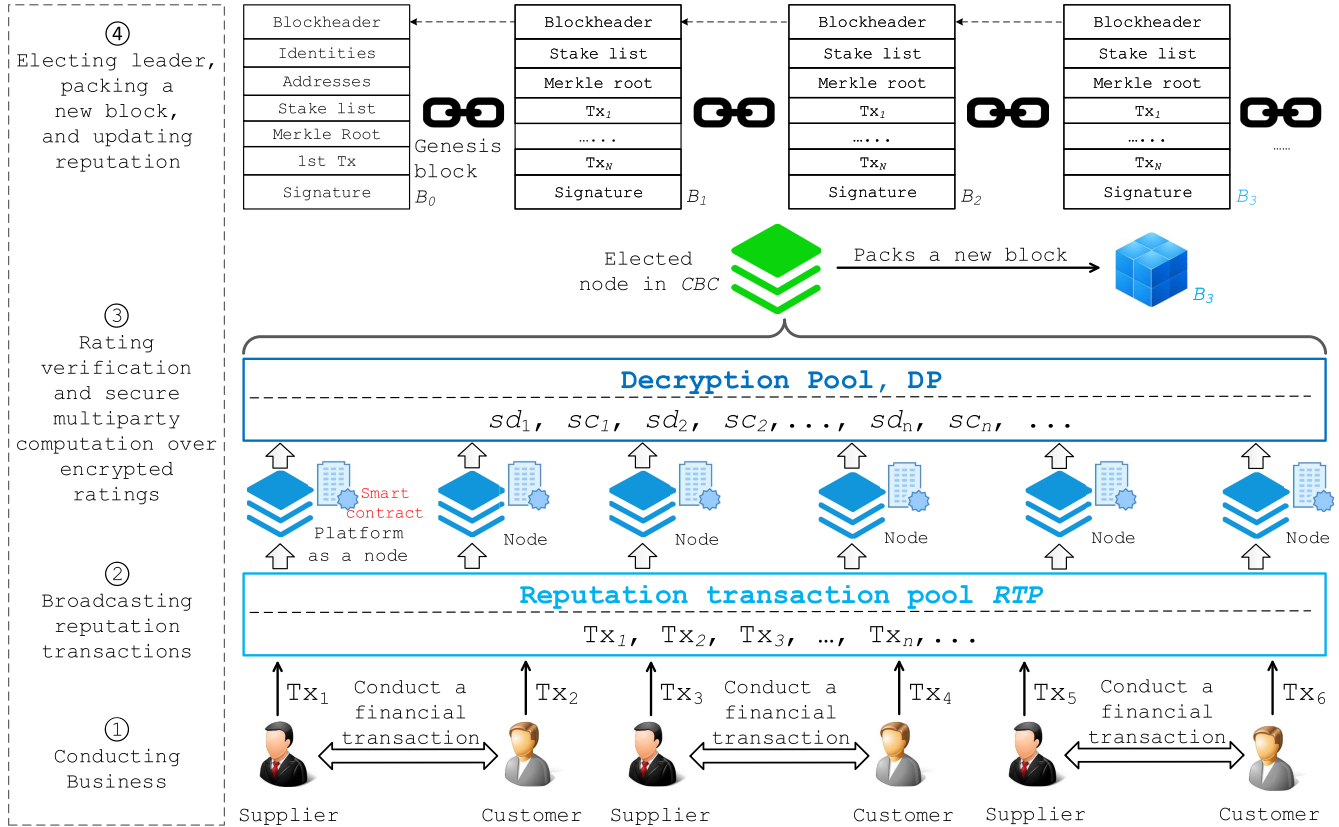 ④
Electing leader,
packing a
new block,
and updating
reputation
③
Rating
verification
and secure
multiparty
computation over
encrypted
ratings
②
Broadcasting
reputation
transactions
①
Conducting
Business
Blockheader
Identities
Addresses
Stake list
Merkle Root
1st Tx
Signature
Genesis
block
B0
Blockheader
Stake list
Merkle root
Tx1
…...
TxN
Signature
B1
Blockheader
Stake list
Merkle root
Tx1
…...
TxN
Signature
B2
Blockheader
Stake list
Merkle root
Tx1
…...
TxN
Signature
B3
……
Elected
node in CBC
Packs a new block
B3
Decryption Pool, DP
sd1, sc1, sd2, sc2,..., sdn, scn, ...
Smart
contract
Platform
as a node
Node
Node
Node
Node
Node
Reputation transaction pool RTP
Tx1, Tx2, Tx3, …, Txn,...
Tx1
Conduct a
financial
transaction
Tx2
Tx3
Conduct a
financial
transaction
Tx4
Tx5
Conduct a
financial
transaction
Tx6
Supplier
Customer
Supplier
Customer
Supplier
Customer